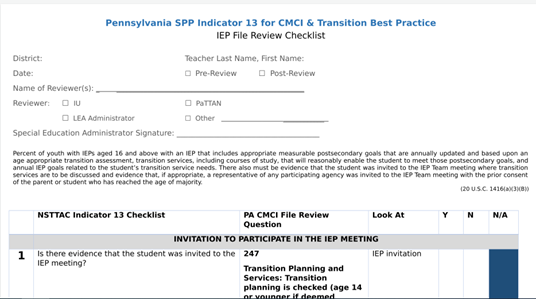 Pennsylvania SPP Indicator 13 for CMCI & Transition Best Practice
IEP File Review Checklist
District: Teacher Last Name, First Name:
Date: ☐ Pre-Review ☐ Post-Review
Name of Reviewer(s):
Reviewer: ☐ IU ☐ PaTTAN
☐ LEA Administrator ☐ Other
Special Education Administrator Signature:
Percent of youth with IEPs aged 16 and above with an IEP that includes appropriate measurable postsecondary goals that are annually updated and based upon an
age appropriate transition assessment, transition services, including courses of study, that will reasonably enable the student to meet those postsecondary goals, and
annual IEP goals related to the student's transition service needs. There also must be evidence that the student was invited to the IEP Team meeting where transition
services are to be discussed and evidence that, if appropriate, a representative of any participating agency was invited to the IEP Team meeting with the prior consent
of the parent or student who has reached the age of majority.
(20 U.S.C. 1416(a)(3)(B))
NSTTAC Indicator 13 Checklist PA CMCI File Review Look At Y N N/A
Question
INVITATION TO PARTICIPATE IN THE IEP MEETING
1 Is there evidence that the student was invited to the 247 IEP invitation
IEP meeting?
Transition Planning and
Services: Transition
planning is checked (age 14
or younger if deemed